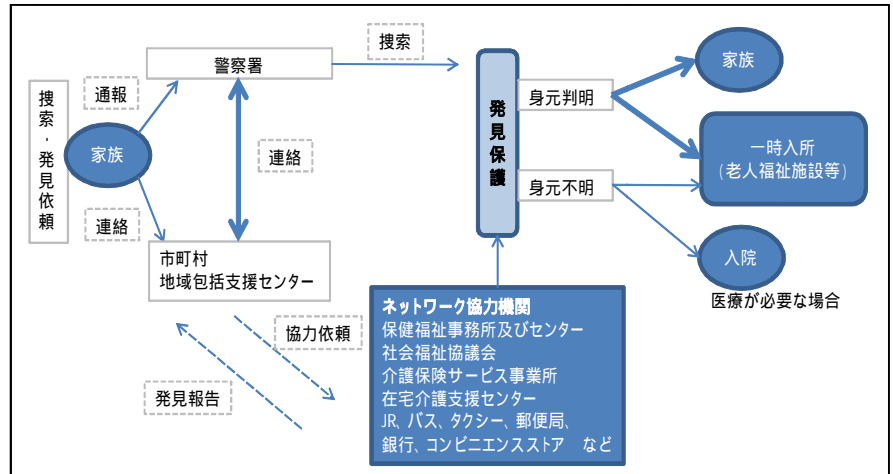 捜索・発見依頼
家族
通報
連絡
警察署
連絡
市町村
地域包括支援センター
捜索
発見保護
身元判明
身元不明
家族
一時入所
(老人福祉施設等)
入院
医療が必要な場合
協力依頼
発見報告
ネットワーク協力機関
保健福祉事務所及びセンター
社会福祉協議会
介護保険サービス事業所
在宅介護支援センター
JR、バス、タクシー、郵便局、
銀行、コンビニエンスストア　など